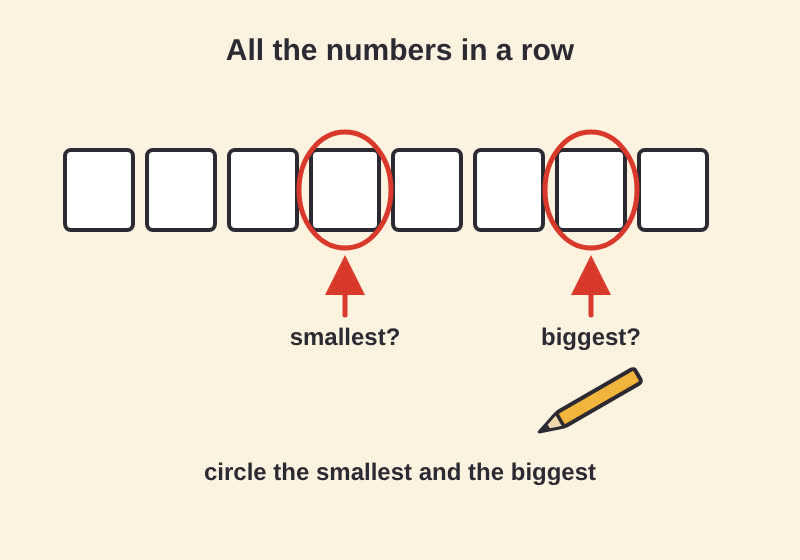 All the numbers in a row
smallest? biggest?
circle the smallest and the biggest